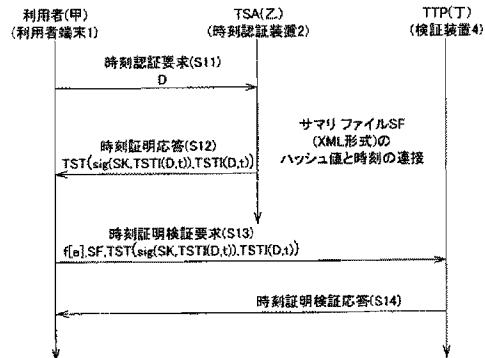 利用者(甲)
(利用者端末1)
TSA(乙)
(時刻認証装置2)
TTP(丁)
(検証装置4)
時刻認証要求(S11)
D
サマリ ファイルSF
(XML形式)の
ハッシュ値と時刻の連接
時刻証明応答(S12)
TST{sig(SK,TSTI(D,t)),TSTI(D,t)}
時刻証明検証要求(S13)
f[a],SF,TST{sig(SK,TSTI(D,t)),TSTI(D,t)}
時刻証明検証応答(S14)